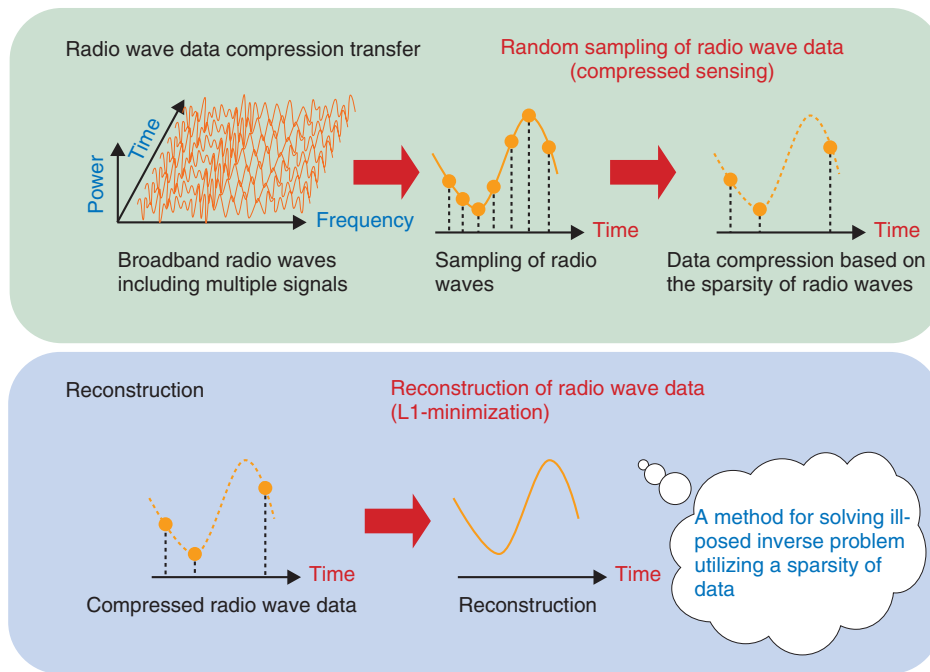 Radio wave data compression transfer
Random sampling of radio wave data
(compressed sensing)
Power
Time
Frequency
Time
Time
Broadband radio waves
including multiple signals
Sampling of radio
waves
Data compression based on
the sparsity of radio waves
Reconstruction
Reconstruction of radio wave data
(L1-minimization)
Time
Time
Compressed radio wave data
Reconstruction
A method for solving ill-
posed inverse problem
utilizing a sparsity of
data